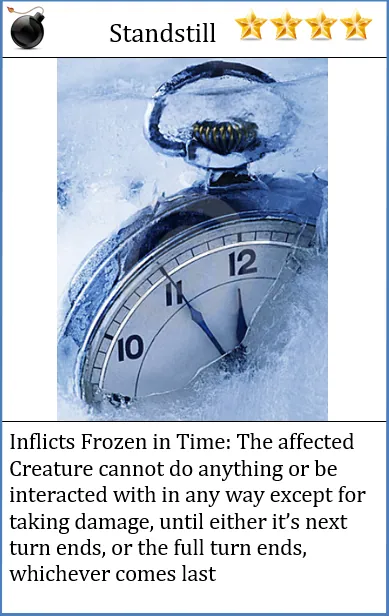 Standstill
12
11
10
Inflicts Frozen in Time: The affected
Creature cannot do anything or be
interacted with in any way except for
taking damage, until either it’s next
turn ends, or the full turn ends,
whichever comes last